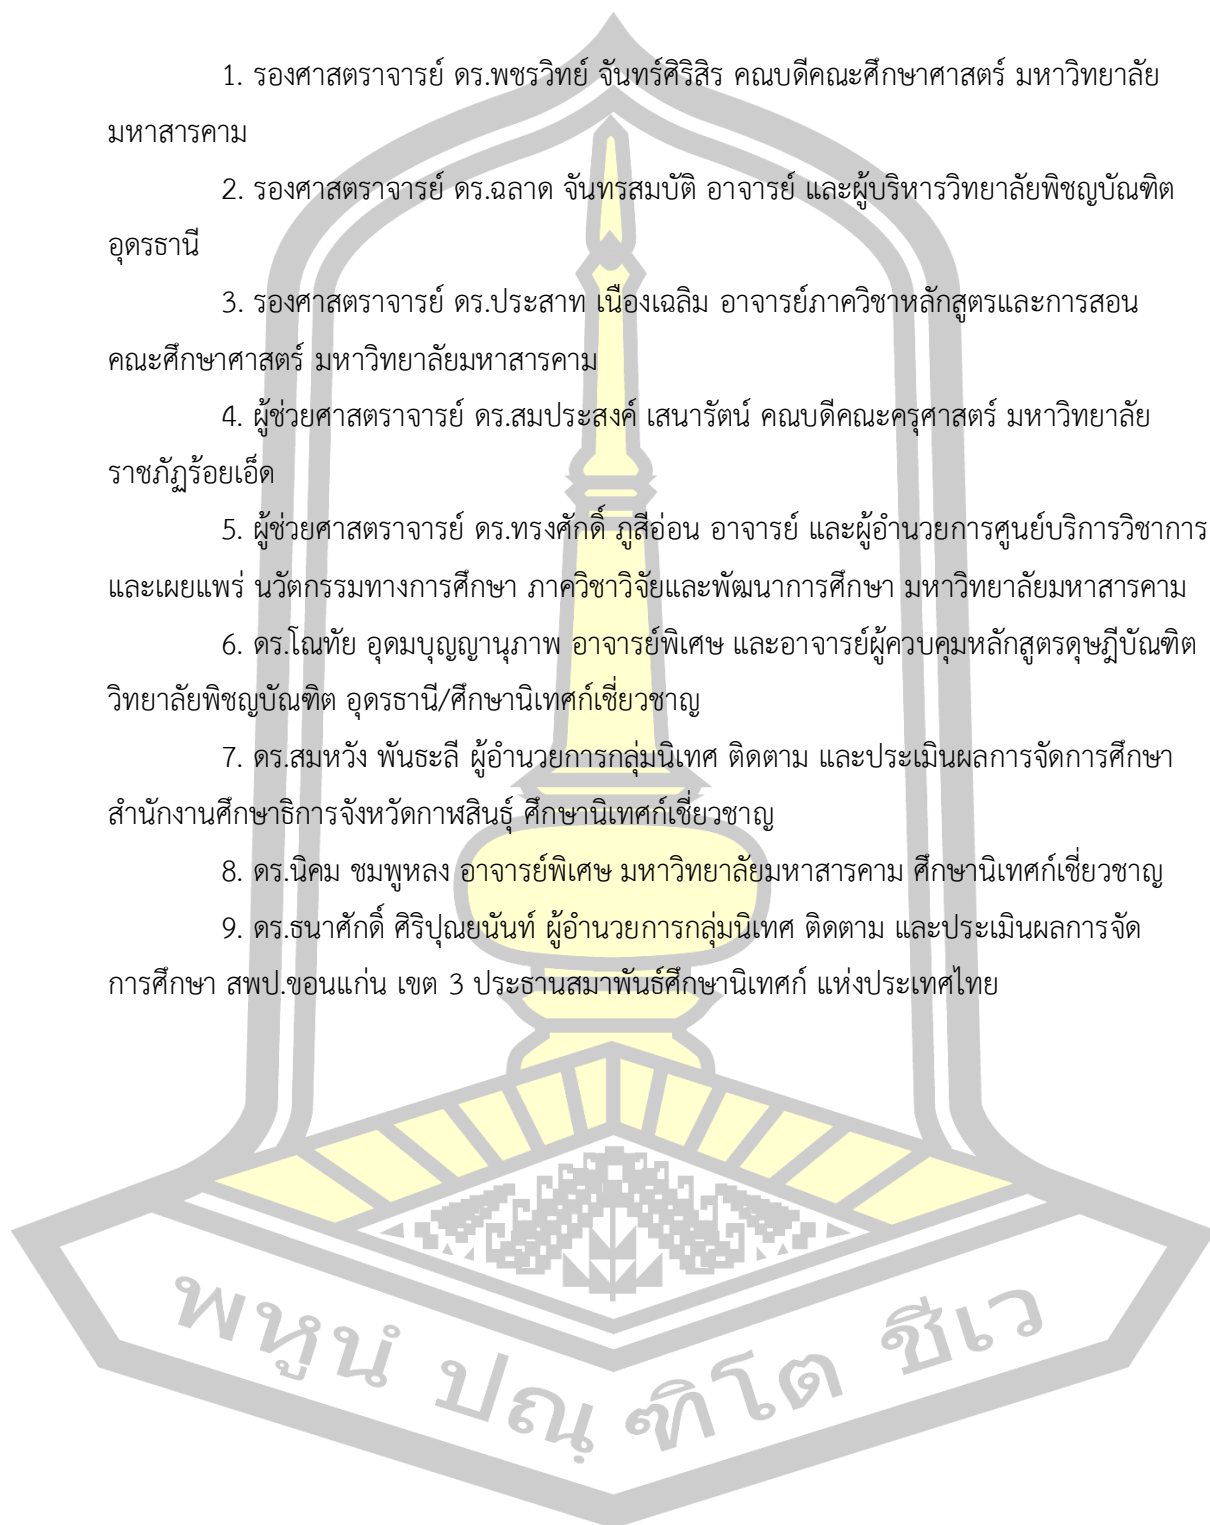 1. รองศาสตราจารย์ ดร.พชรวิทย์ จันทร์ศิริสิร คณบดีคณะศึกษาศาสตร์ มหาวิทยาลัย
มหาสารคาม
2. รองศาสตราจารย์ ดร.ฉลาด จันทรสมบัติ อาจารย์ และผู้บริหารวิทยาลัยพิชญบัณฑิต
อุดรธานี
3. รองศาสตราจารย์ ดร.ประสาท เนืองเฉลิม อาจารย์ภาควิชาหลักสูตรและการสอน
คณะศึกษาศาสตร์ มหาวิทยาลัยมหาสารคาม
4. ผู้ช่วยศาสตราจารย์ ดร.สมประสงค์ เสนารัตน์ คณบดีคณะครุศาสตร์ มหาวิทยาลัย
ราชภัฏร้อยเอ็ด
5. ผู้ช่วยศาสตราจารย์ ดร.ทรงศักดิ์ ภูสีอ่อน อาจารย์ และผู้อำนวยการศูนย์บริการวิชาการ
และเผยแพร่ นวัตกรรมทางการศึกษา ภาควิชาวิจัยและพัฒนาการศึกษา มหาวิทยาลัยมหาสารคาม
6. ดร.โณทัย อุดมบุญญานุภาพ อาจารย์พิเศษ และอาจารย์ผู้ควบคุมหลักสูตรดุษฎีบัณฑิต
วิทยาลัยพิชญบัณฑิต อุดรธานี/ศึกษานิเทศก์เชี่ยวชาญ
7. ดร.สมหวัง พันธะลี ผู้อำนวยการกลุ่มนิเทศ ติดตาม และประเมินผลการจัดการศึกษา
สำนักงานศึกษาธิการจังหวัดกาฬสินธุ์ ศึกษานิเทศก์เชี่ยวชาญ
8. ดร.นิคม ชมพูหลง อาจารย์พิเศษ มหาวิทยาลัยมหาสารคาม ศึกษานิเทศก์เชี่ยวชาญ
9. ดร.ธนาศักดิ์ ศิริปุณยนันท์ ผู้อำนวยการกลุ่มนิเทศ ติดตาม และประเมินผลการจัด
การศึกษา สพป.ขอนแก่น เขต 3 ประธานสมาพันธ์ศึกษานิเทศก์ แห่งประเทศไทย
พหูนํ ปณฺ ฑิโต ชีเว